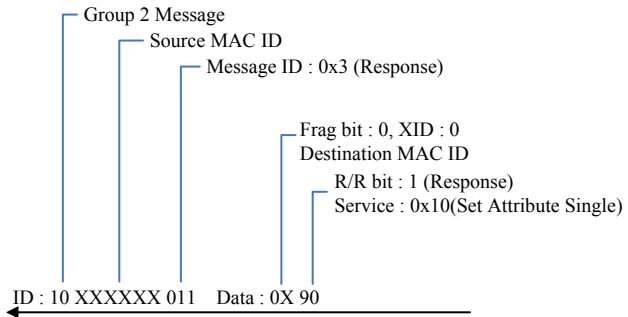 Group 2 Message
Source MAC ID
Message ID : 0x3 (Response)
Frag bit : 0, XID : 0
Destination MAC ID
R/R bit : 1 (Response)
Service : 0x10(Set Attribute Single)
ID : 10 XXXXXX 011 Data : 0X 90